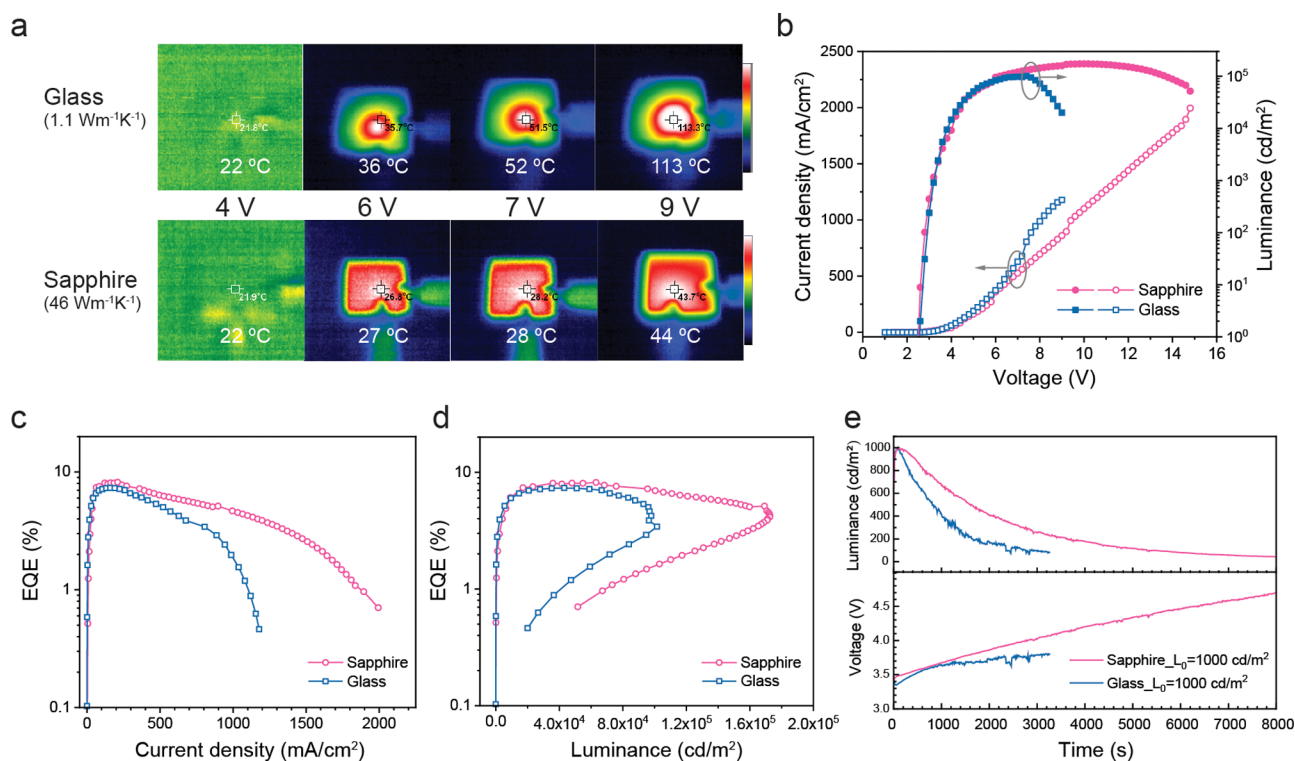 a
Glass
(1.1 Wm⁻¹K⁻¹)
21.8°C
22 ºC
35.7°C
36 ºC
51.5°C
52 ºC
113.3°C
113 ºC
4 V
6 V
7 V
9 V
Sapphire
(46 Wm⁻¹K⁻¹)
21.9°C
22 ºC
26.8°C
27 ºC
28.2°C
28 ºC
43.7°C
44 ºC
b
Current density (mA/cm²)
2500
2000
1750
1500
1250
1000
750
500
250
0
0 2 4 6 8 10 12 14 16
Voltage (V)
10⁵
10⁴
10³
10²
10¹
10⁰
Luminance (cd/m²)
Sapphire
Glass
c
EQE (%)
10
1
0.1
0 500 1000 1500 2000
Current density (mA/cm²)
Sapphire
Glass
d
EQE (%)
10
1
0.1
0.0 4.0x10⁴ 8.0x10⁴ 1.2x10⁵ 1.6x10⁵ 2.0x10⁵
Luminance (cd/m²)
Sapphire
Glass
e
Luminance (cd/m²)
1000
800
600
400
200
0
Voltage (V)
4.5
4.0
3.5
3.0
Sapphire_L₀=1000 cd/m²
Glass_L₀=1000 cd/m²
0 1000 2000 3000 4000 5000 6000 7000 8000
Time (s)